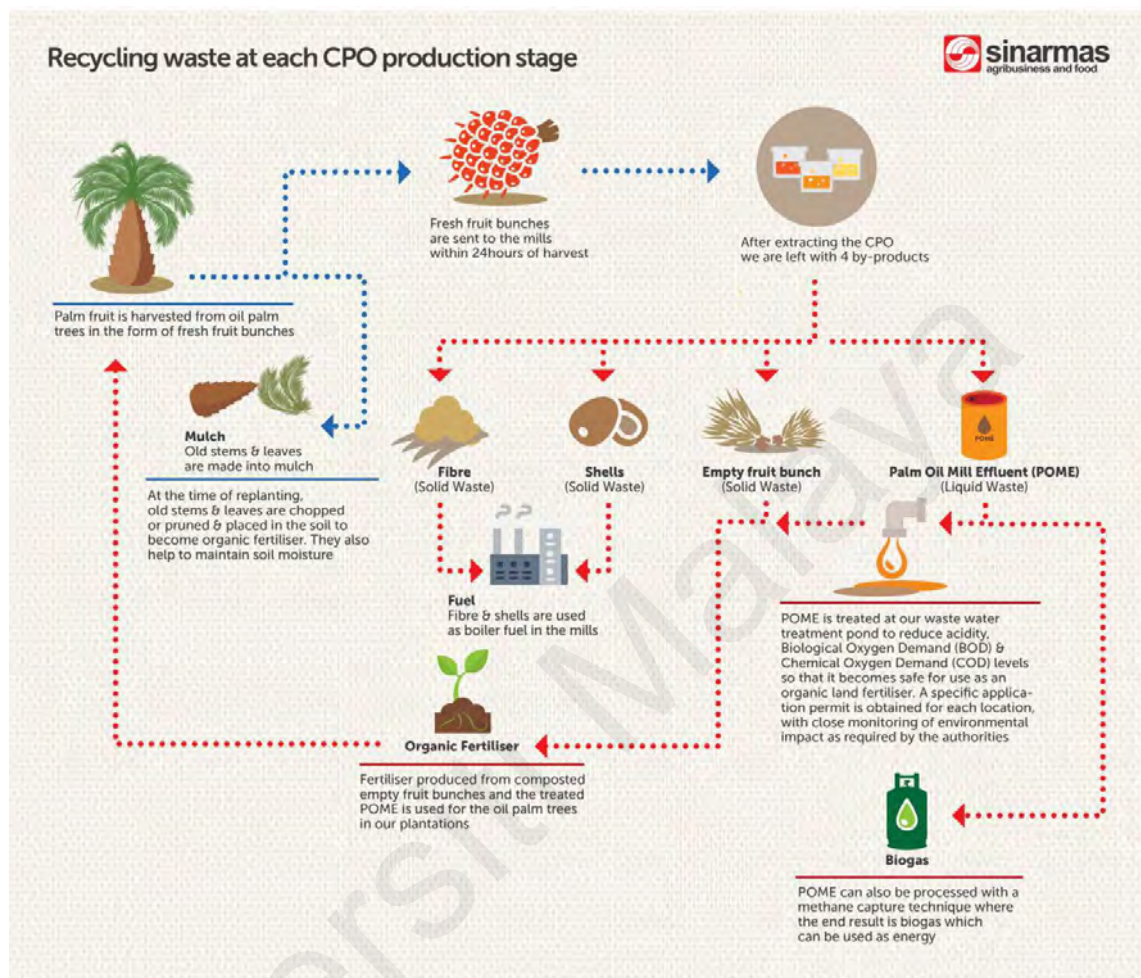 Recycling waste at each CPO production stage
sinarmas
agribusiness and food
Fresh fruit bunches
are sent to the mills
within 24hours of harvest
After extracting the CPO
we are left with 4 by-products
Palm fruit is harvested from oil palm
trees in the form of fresh fruit bunches
Mulch
Old stems & leaves
are made into mulch
At the time of replanting,
old stems & leaves are chopped
or pruned & placed in the soil to
become organic fertiliser. They also
help to maintain soil moisture
Fibre
(Solid Waste)
Shells
(Solid Waste)
Empty fruit bunch
(Solid Waste)
POME
Palm Oil Mill Effluent (POME)
(Liquid Waste)
Fuel
Fibre & shells are used
as boiler fuel in the mills
POME is treated at our waste water
treatment pond to reduce acidity,
Biological Oxygen Demand (BOD) &
Chemical Oxygen Demand (COD) levels
so that it becomes safe for use as an
organic land fertiliser. A specific applica-
tion permit is obtained for each location,
with close monitoring of environmental
impact as required by the authorities
Organic Fertiliser
Fertiliser produced from composted
empty fruit bunches and the treated
POME is used for the oil palm trees
in our plantations
Biogas
POME can also be processed with a
methane capture technique where
the end result is biogas which
can be used as energy
ersiti Malaya